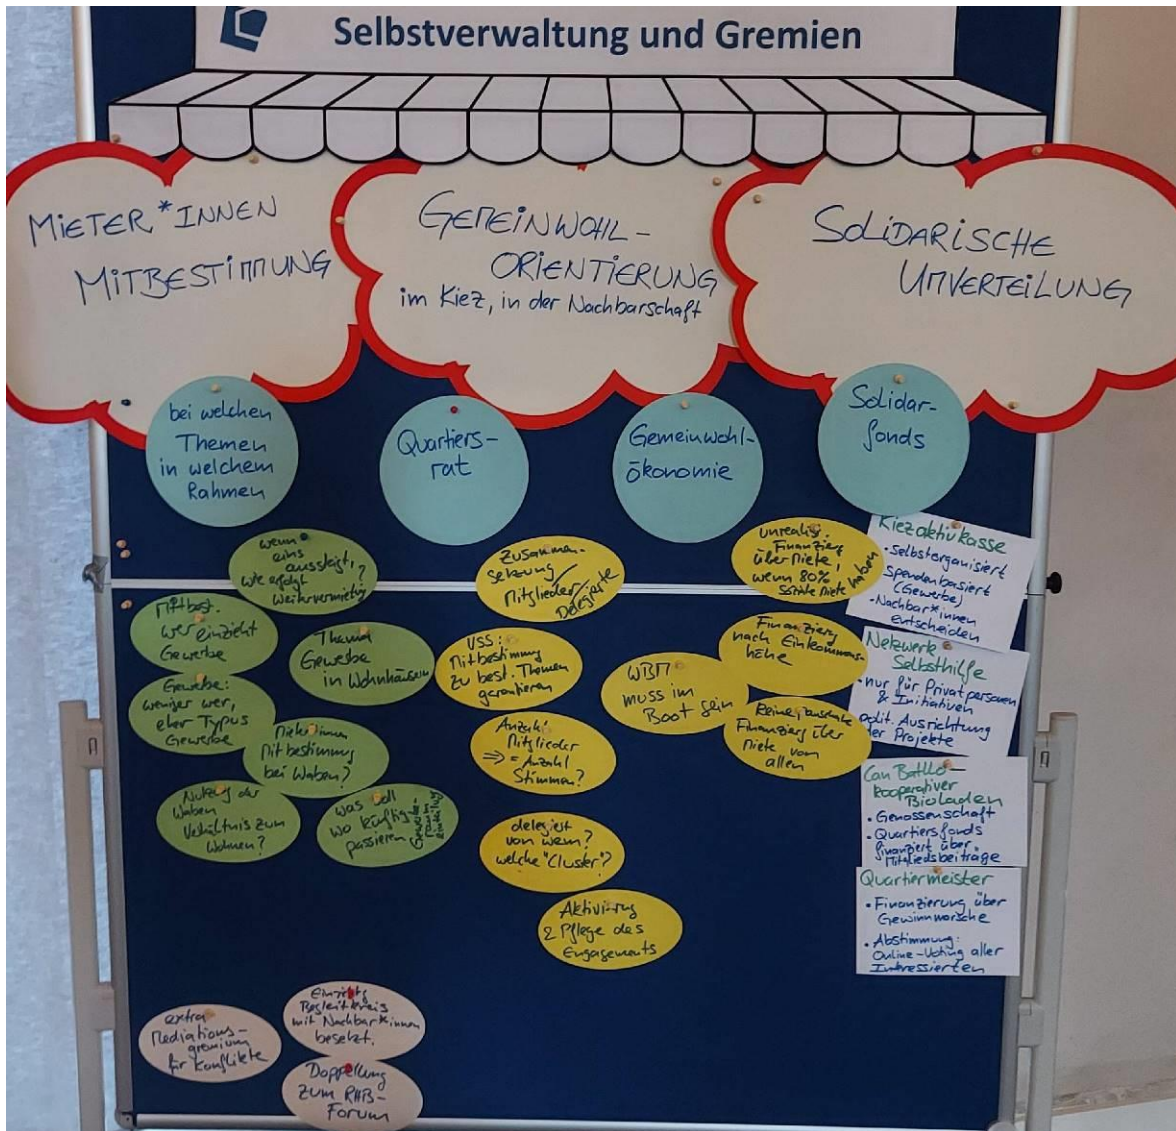 Selbstverwaltung und Gremien
MIETER*INNEN
MITBESTIMMUNG
GEMEINWOHL-
ORIENTIERUNG
im Kiez, in der Nachbarschaft
SOLIDARISCHE
UMVERTEILUNG
bei welchen
Themen
in welchem
Rahmen
Quartiers-
rat
Gemeinwohl-
ökonomie
Solidar-
fonds
wenn
eins
aussteigt,
wie erfolgt
Weitervermietung?
Mitbest.
wer einzieht
Gewerbe
Thema
Gewerbe
in Wohnhäusern
Gewerbe:
weniger wer,
eher Typus
Gewerbe
Mieter*innen
Mitbestimmung
bei Waben?
Nutzung der
Waben
Verhältnis zum
Wohnen?
was soll
wo künftig
passieren
Zusammen-
setzung
Mitglieder/
Delegierte
VSS:
Mitbestimmung
zu best. Themen
garantieren
Anzahl
Mitglieder
⇒ = Anzahl
Stimmen?
delegiert
von wem?
welche "Cluster"?
Aktivierung
& Pflege des
Engagements
WBM
muss im
Boot sein
unrealist.
Finanzierg
über Miete,
wenn 80%
soziale Miete haben
Finanzierg
nach Einkommens-
höhe
Keine pauschale
Finanzierg über
Miete von
allen
Kiezaktivkasse
• Selbstorganisiert
Spendenbasiert
(Gewerbe)
• Nachbar*innen
entscheiden
Netzwerk
Selbsthilfe
• nur für Privatpersonen
& Initiativen
polit. Ausrichtung
der Projekte
Can Batlló-
kooperativer
Bioladen
• Genossenschaft
• Quartiersfonds
finanziert über
Mitgliedsbeiträge
Quartiermeister
• Finanzierung über
Gewinnmarsche
• Abstimmung:
Online-Voting aller
Interessierten
extra
Mediations-
gremium
für Konflikte
Begleitkreis
mit Nachbar*innen
besetzt.
Doppellung
zum RHB-
Forum